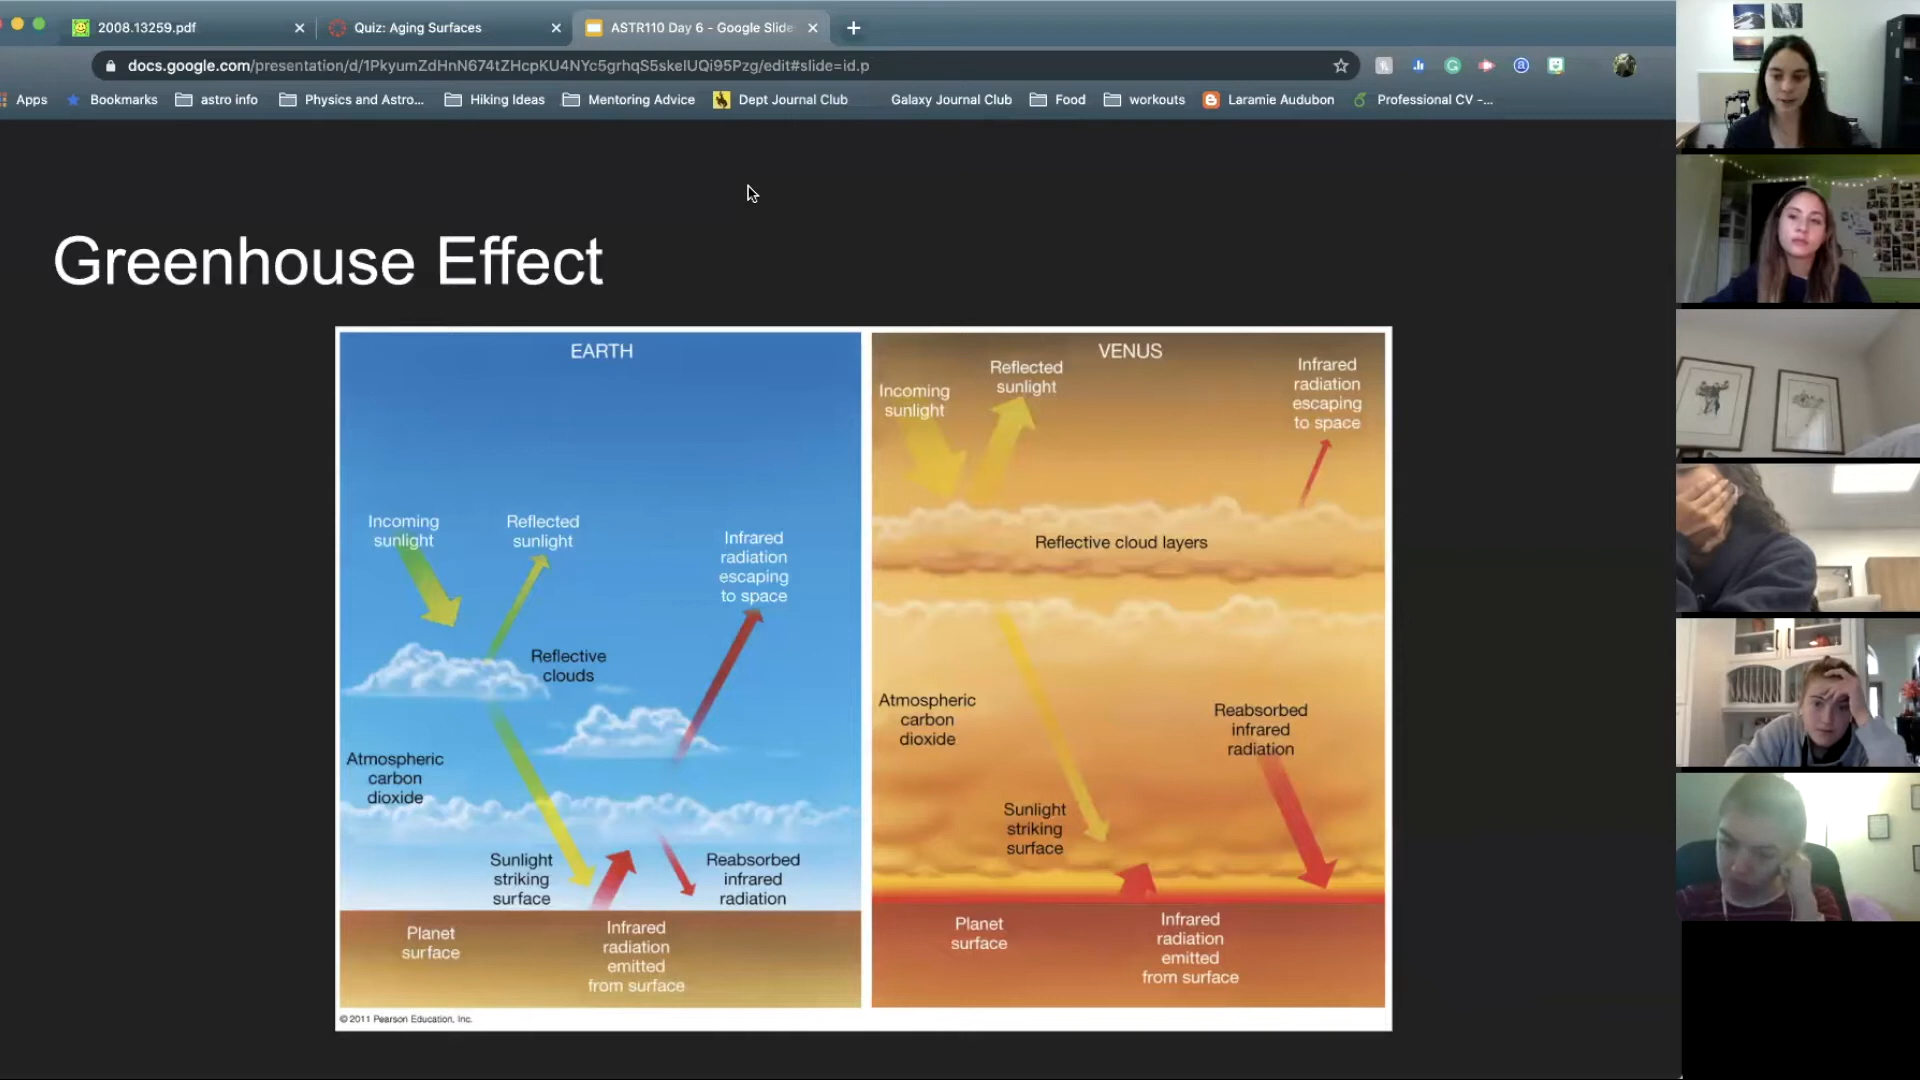 2008.13259.pdf
Quiz: Aging Surfaces
ASTR110 Day 6 - Google Slide
docs.google.com/presentation/d/1PkyumZdHnN674tZHcpKU4NYc5grhqS5skelUQi95Pzg/edit#slide=id.p
Apps
Bookmarks
astro info
Physics and Astro...
Hiking Ideas
Mentoring Advice
Dept Journal Club
Galaxy Journal Club
Food
workouts
Laramie Audubon
Professional CV -...
Greenhouse Effect
EARTH
Incoming
sunlight
Reflected
sunlight
Infrared
radiation
escaping
to space
Reflective
clouds
Atmospheric
carbon
dioxide
Sunlight
striking
surface
Reabsorbed
infrared
radiation
Planet
surface
Infrared
radiation
emitted
from surface
VENUS
Incoming
sunlight
Reflected
sunlight
Infrared
radiation
escaping
to space
Reflective cloud layers
Atmospheric
carbon
dioxide
Reabsorbed
infrared
radiation
Sunlight
striking
surface
Planet
surface
Infrared
radiation
emitted
from surface
© 2011 Pearson Education, Inc.